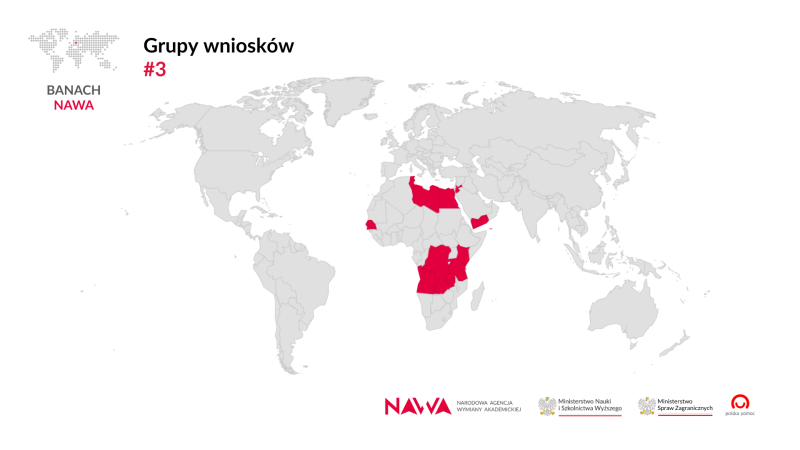 Grupy wniosków
#3
BANACH
NAWA
NAWA
NARODOWA AGENCJA
WYMIANY AKADEMICKIEJ
Ministerstwo Nauki
i Szkolnictwa Wyższego
Ministerstwo
Spraw Zagranicznych
polska pomoc